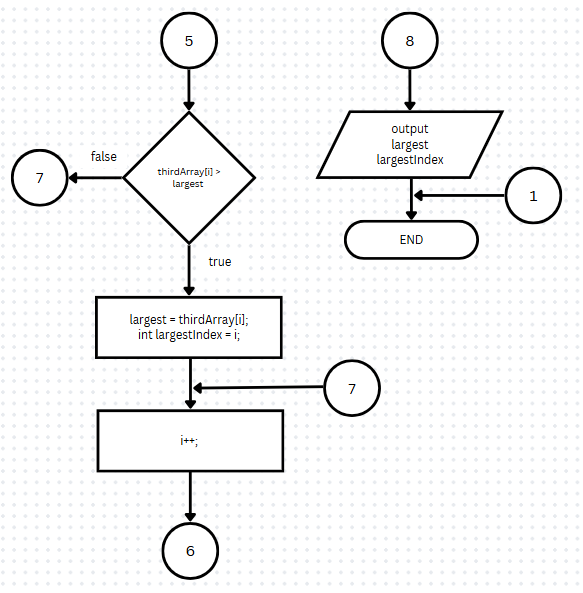 5
thirdArray[i] >
largest
false
7
true
largest = thirdArray[i];
int largestIndex = i;
7
i++;
6
8
output
largest
largestIndex
1
END